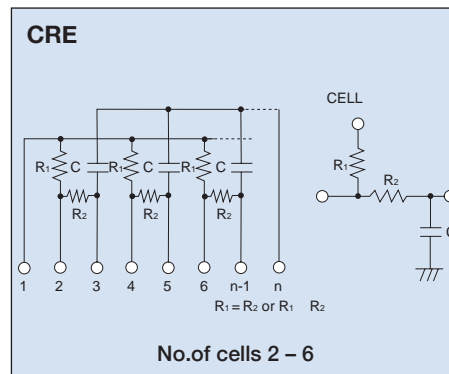 CRE
CELL
R1 C R1 C R1 C
R1
R2
R2 R2 R2
1 2 3 4 5 6 n-1 n
R1 = R2 or R1 R2
No.of cells 2 – 6